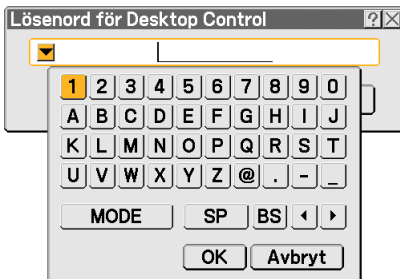 Lösenord för Desktop Control ? X
1 2 3 4 5 6 7 8 9 0
A B C D E F G H I J
K L M N O P Q R S T
U V W X Y Z @ . - _
MODE SP BS
OK Avbryt